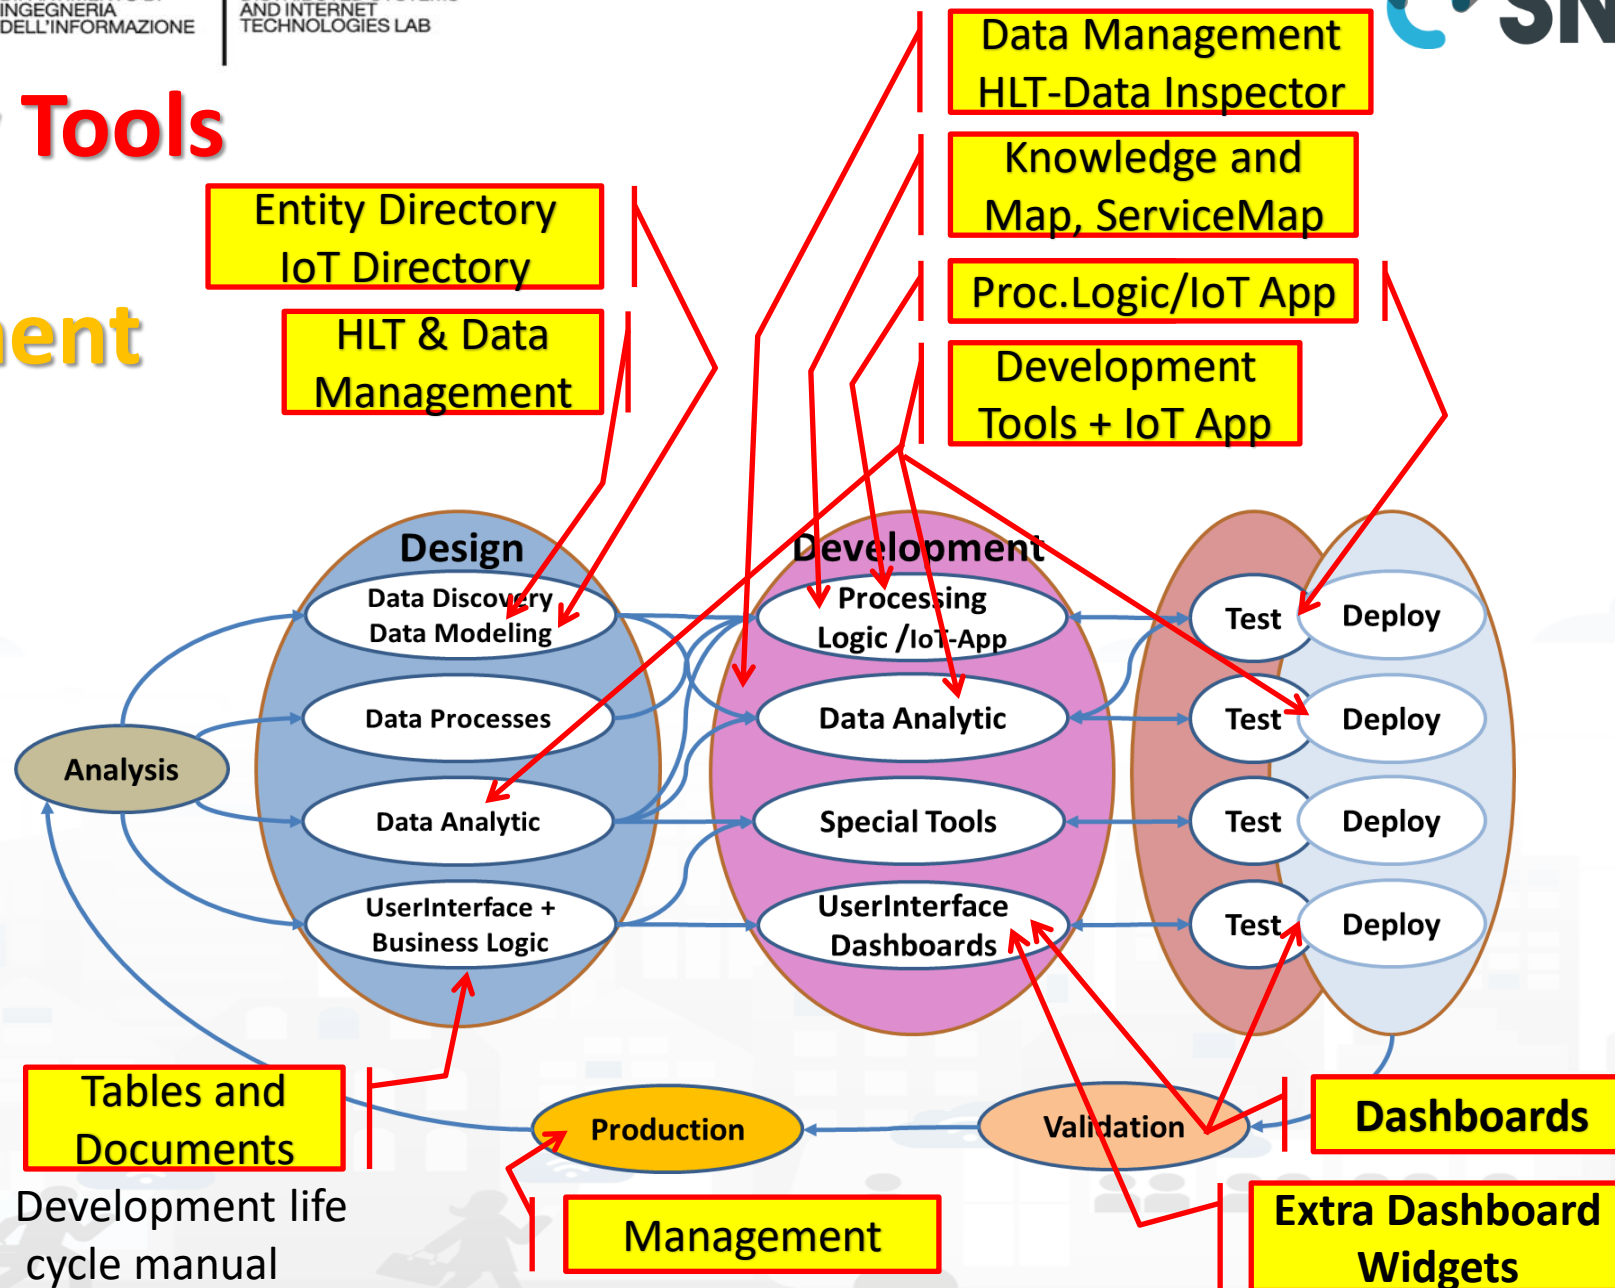 INGEGNERIA
DELL'INFORMAZIONE
AND INTERNET
TECHNOLOGIES LAB
Tools
Data Management
HLT-Data Inspector
Knowledge and
Map, ServiceMap
Entity Directory
IoT Directory
Proc.Logic/IoT App
HLT & Data
Management
Development
Tools + IoT App
Design
Data Discovery
Data Modeling
Data Processes
Data Analytic
UserInterface +
Business Logic
Development
Processing
Logic /IoT-App
Data Analytic
Special Tools
UserInterface
Dashboards
Test
Deploy
Test
Deploy
Test
Deploy
Test
Deploy
Analysis
Tables and
Documents
Development life
cycle manual
Production
Validation
Dashboards
Management
Extra Dashboard
Widgets